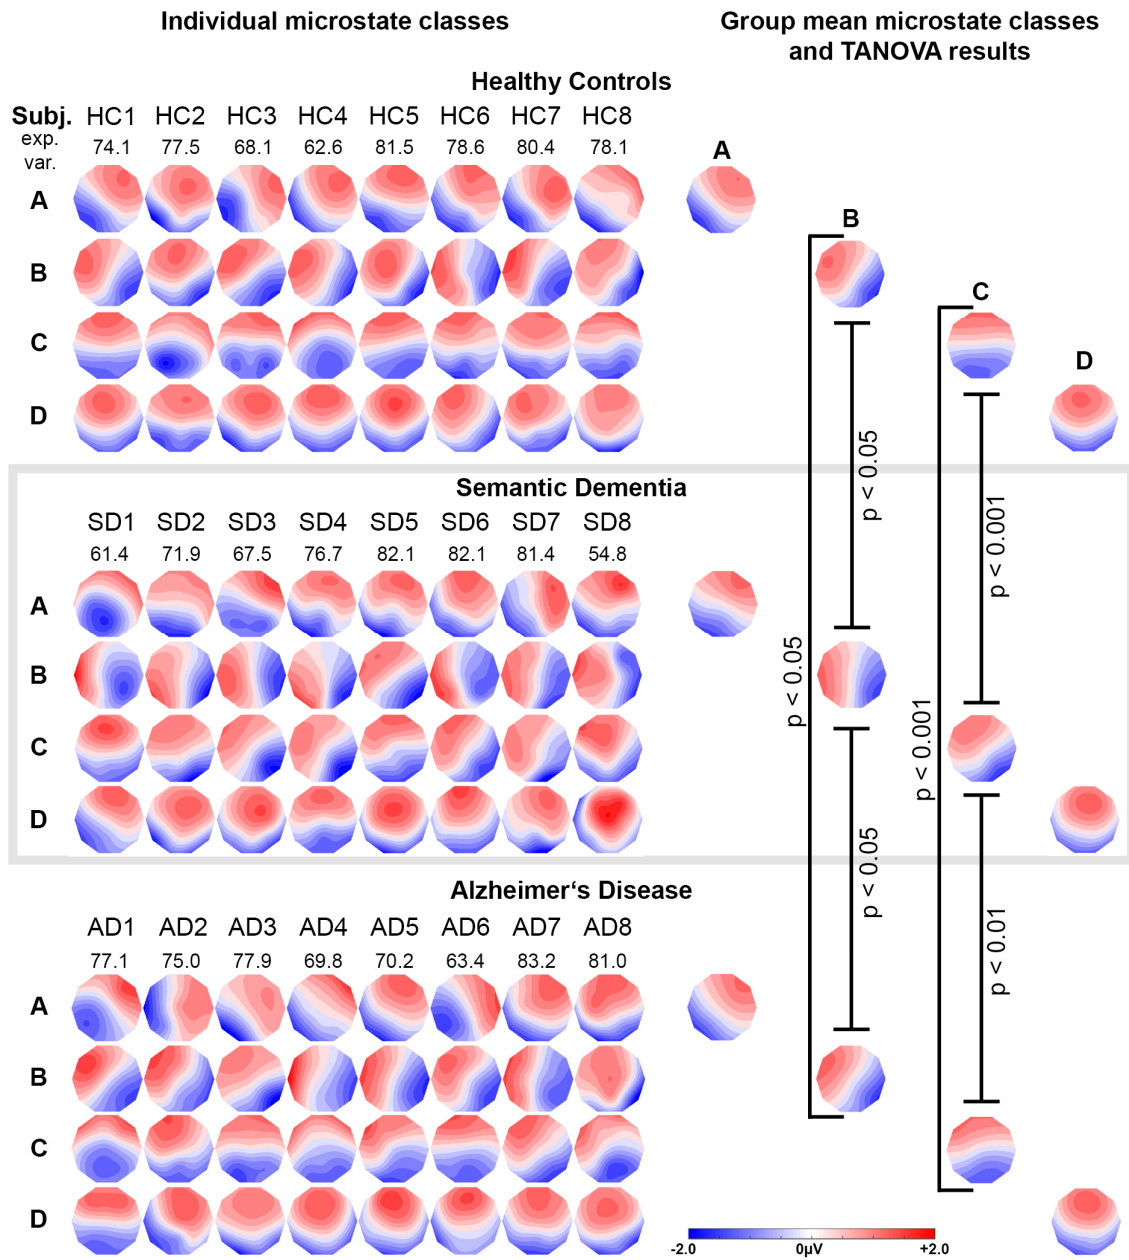 Individual microstate classes
Group mean microstate classes
and TANOVA results
Healthy Controls
Subj. HC1 HC2 HC3 HC4 HC5 HC6 HC7 HC8
exp.
var.
74.1 77.5 68.1 62.6 81.5 78.6 80.4 78.1
A
A
B
B
C
C
D
D
p < 0.05
p < 0.001
Semantic Dementia
SD1 SD2 SD3 SD4 SD5 SD6 SD7 SD8
61.4 71.9 67.5 76.7 82.1 82.1 81.4 54.8
A
B
C
D
p < 0.05
p < 0.001
p < 0.05
p < 0.01
Alzheimer‘s Disease
AD1 AD2 AD3 AD4 AD5 AD6 AD7 AD8
77.1 75.0 77.9 69.8 70.2 63.4 83.2 81.0
A
B
C
D
-2.0 0µV +2.0